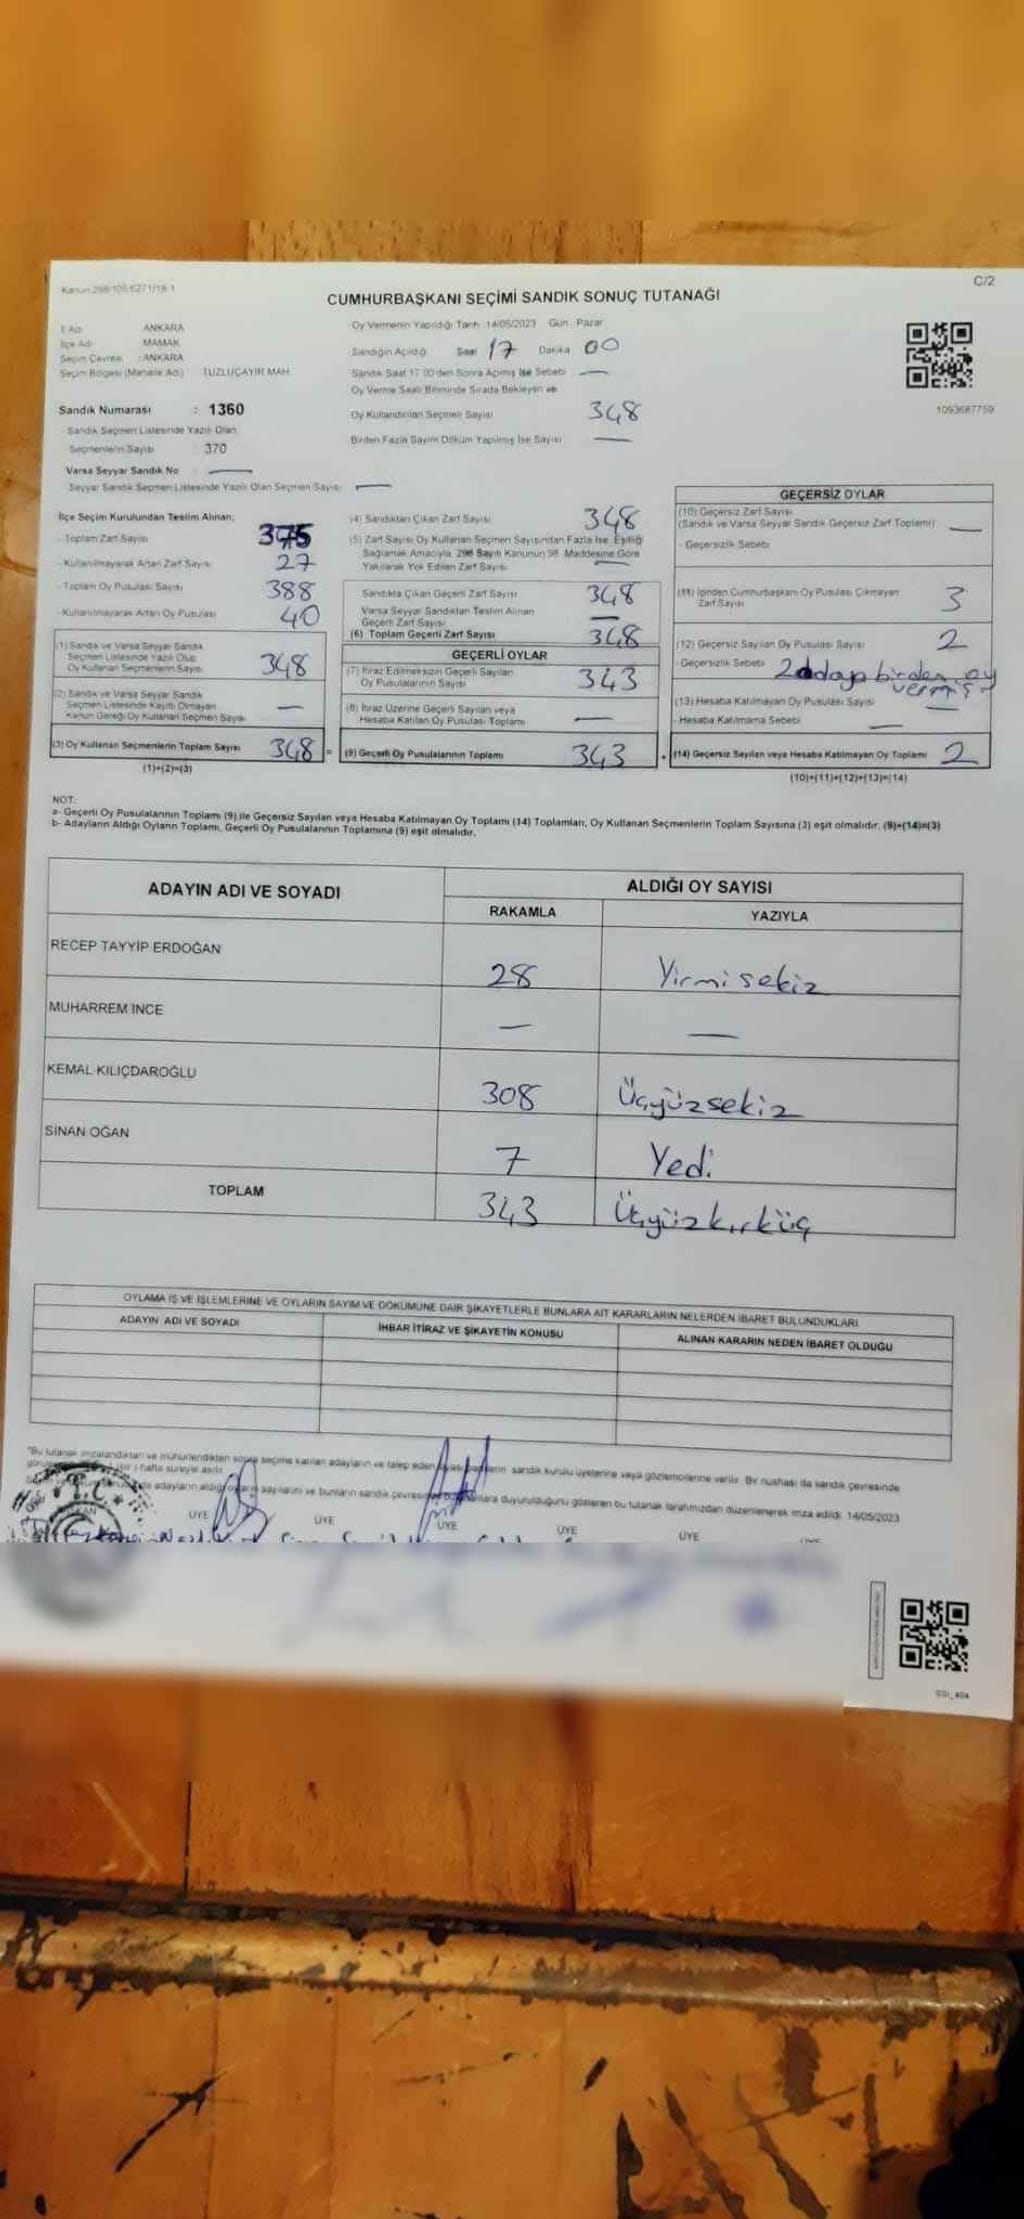 Kanun 298/105;6271/18-1
C/2
CUMHURBAŞKANI SEÇİMİ SANDIK SONUÇ TUTANAĞI
İl Adı ANKARA
İlçe Adı MAMAK
Seçim Çevresi : ANKARA
Seçim Bölgesi (Mahalle Adı) TUZLUÇAYIR MAH
Oy Vermenin Yapıldığı Tarih 14/05/2023 Gün Pazar
Sandığın Açıldığı Saat 17 Dakika 00
Sandık Saat 17 00'den Sonra Açılmış İse Sebebi —
Oy Verme Saati Bitiminde Sırada Bekleyen ve
Oy Kullandırılan Seçmen Sayısı 348
Birden Fazla Sayım Döküm Yapılmış İse Sayısı —
1093687759
Sandık Numarası : 1360
- Sandık Seçmen Listesinde Yazılı Olan
Seçmenlerin Sayısı : 370
Varsa Seyyar Sandık No : —
- Seyyar Sandık Seçmen Listesinde Yazılı Olan Seçmen Sayısı —
İlçe Seçim Kurulundan Teslim Alınan;
- Toplam Zarf Sayısı 375
- Kullanılmayarak Artan Zarf Sayısı 27
- Toplam Oy Pusulası Sayısı 388
- Kullanılmayarak Artan Oy Pusulası 40
(1) Sandık ve Varsa Seyyar Sandık
Seçmen Listesinde Yazılı Olup
Oy Kullanan Seçmenlerin Sayısı 348
(2) Sandık ve Varsa Seyyar Sandık
Seçmen Listesinde Kayıtlı Olmayan
Kanun Gereği Oy Kullanan Seçmen Sayısı —
(3) Oy Kullanan Seçmenlerin Toplam Sayısı 348 =
(1)+(2)=(3)
(4) Sandıktan Çıkan Zarf Sayısı 348
(5) Zarf Sayısı Oy Kullanan Seçmen Sayısından Fazla İse, Eşitliği
Sağlamak Amacıyla, 298 Sayılı Kanunun 98. Maddesine Göre
Yakılarak Yok Edilen Zarf Sayısı —
Sandıkta Çıkan Geçerli Zarf Sayısı 348
Varsa Seyyar Sandıktan Teslim Alınan
Geçerli Zarf Sayısı —
(6) Toplam Geçerli Zarf Sayısı 348
GEÇERLİ OYLAR
(7) İtiraz Edilmeksizin Geçerli Sayılan
Oy Pusulalarının Sayısı 343
(8) İtiraz Üzerine Geçerli Sayılan veya
Hesaba Katılan Oy Pusulası Toplamı —
(9) Geçerli Oy Pusulalarının Toplamı 343
GEÇERSİZ OYLAR
(10) Geçersiz Zarf Sayısı
(Sandık ve Varsa Seyyar Sandık Geçersiz Zarf Toplamı) —
- Geçersizlik Sebebi
(11) İçinden Cumhurbaşkanı Oy Pusulası Çıkmayan
Zarf Sayısı 3
(12) Geçersiz Sayılan Oy Pusulası Sayısı 2
- Geçersizlik Sebebi 2 adaya birden oy
vermiş
(13) Hesaba Katılmayan Oy Pusulası Sayısı —
- Hesaba Katılmama Sebebi —
(14) Geçersiz Sayılan veya Hesaba Katılmayan Oy Toplamı 2
(10)+(11)+(12)+(13)=(14)
NOT:
a- Geçerli Oy Pusulalarının Toplamı (9) ile Geçersiz Sayılan veya Hesaba Katılmayan Oy Toplamı (14) Toplamları, Oy Kullanan Seçmenlerin Toplam Sayısına (3) eşit olmalıdır. (9)+(14)=(3)
b- Adayların Aldığı Oyların Toplamı, Geçerli Oy Pusulalarının Toplamına (9) eşit olmalıdır.
ADAYIN ADI VE SOYADI
ALDIĞI OY SAYISI
RAKAMLA YAZIYLA
RECEP TAYYİP ERDOĞAN 28 Yirmisekiz
MUHARREM İNCE — —
KEMAL KILIÇDAROĞLU 308 Üçyüzsekiz
SİNAN OĞAN 7 Yedi
TOPLAM 343 Üçyüzkırküç
OYLAMA İŞ VE İŞLEMLERİNE VE OYLARIN SAYIM VE DÖKÜMÜNE DAİR ŞİKAYETLERLE BUNLARA AİT KARARLARIN NELERDEN İBARET BULUNDUKLARI
ADAYIN ADI VE SOYADI İHBAR İTİRAZ VE ŞİKAYETİN KONUSU ALINAN KARARIN NEDEN İBARET OLDUĞU
"Bu tutanak imzalandıktan ve mühürlendikten sonra seçime katılan adayların ve talep eden sandık kurulu üyelerine veya gözlemcilerine verilir. Bir nüshası da sandık çevresinde
hafta süreyle asılır
adayların aldığı sayılarını ve bunların sandık çevresinde duyurulduğunu gösteren bu tutanak tarafımızdan düzenlenerek imza edildi. 14/05/2023
T.C.
ÜYE ÜYE ÜYE ÜYE ÜYE